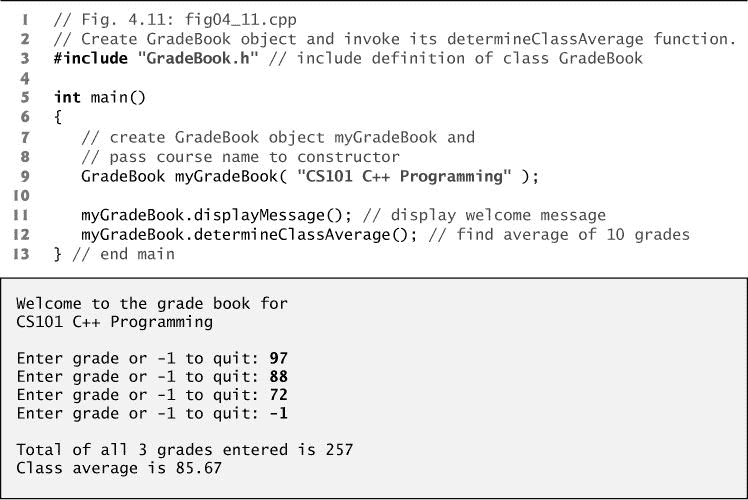 1 // Fig. 4.11: fig04_11.cpp
2 // Create GradeBook object and invoke its determineClassAverage function.
3 #include "GradeBook.h" // include definition of class GradeBook
4
5 int main()
6 {
7 // create GradeBook object myGradeBook and
8 // pass course name to constructor
9 GradeBook myGradeBook( "CS101 C++ Programming" );
10
11 myGradeBook.displayMessage(); // display welcome message
12 myGradeBook.determineClassAverage(); // find average of 10 grades
13 } // end main
Welcome to the grade book for
CS101 C++ Programming
Enter grade or -1 to quit: 97
Enter grade or -1 to quit: 88
Enter grade or -1 to quit: 72
Enter grade or -1 to quit: -1
Total of all 3 grades entered is 257
Class average is 85.67